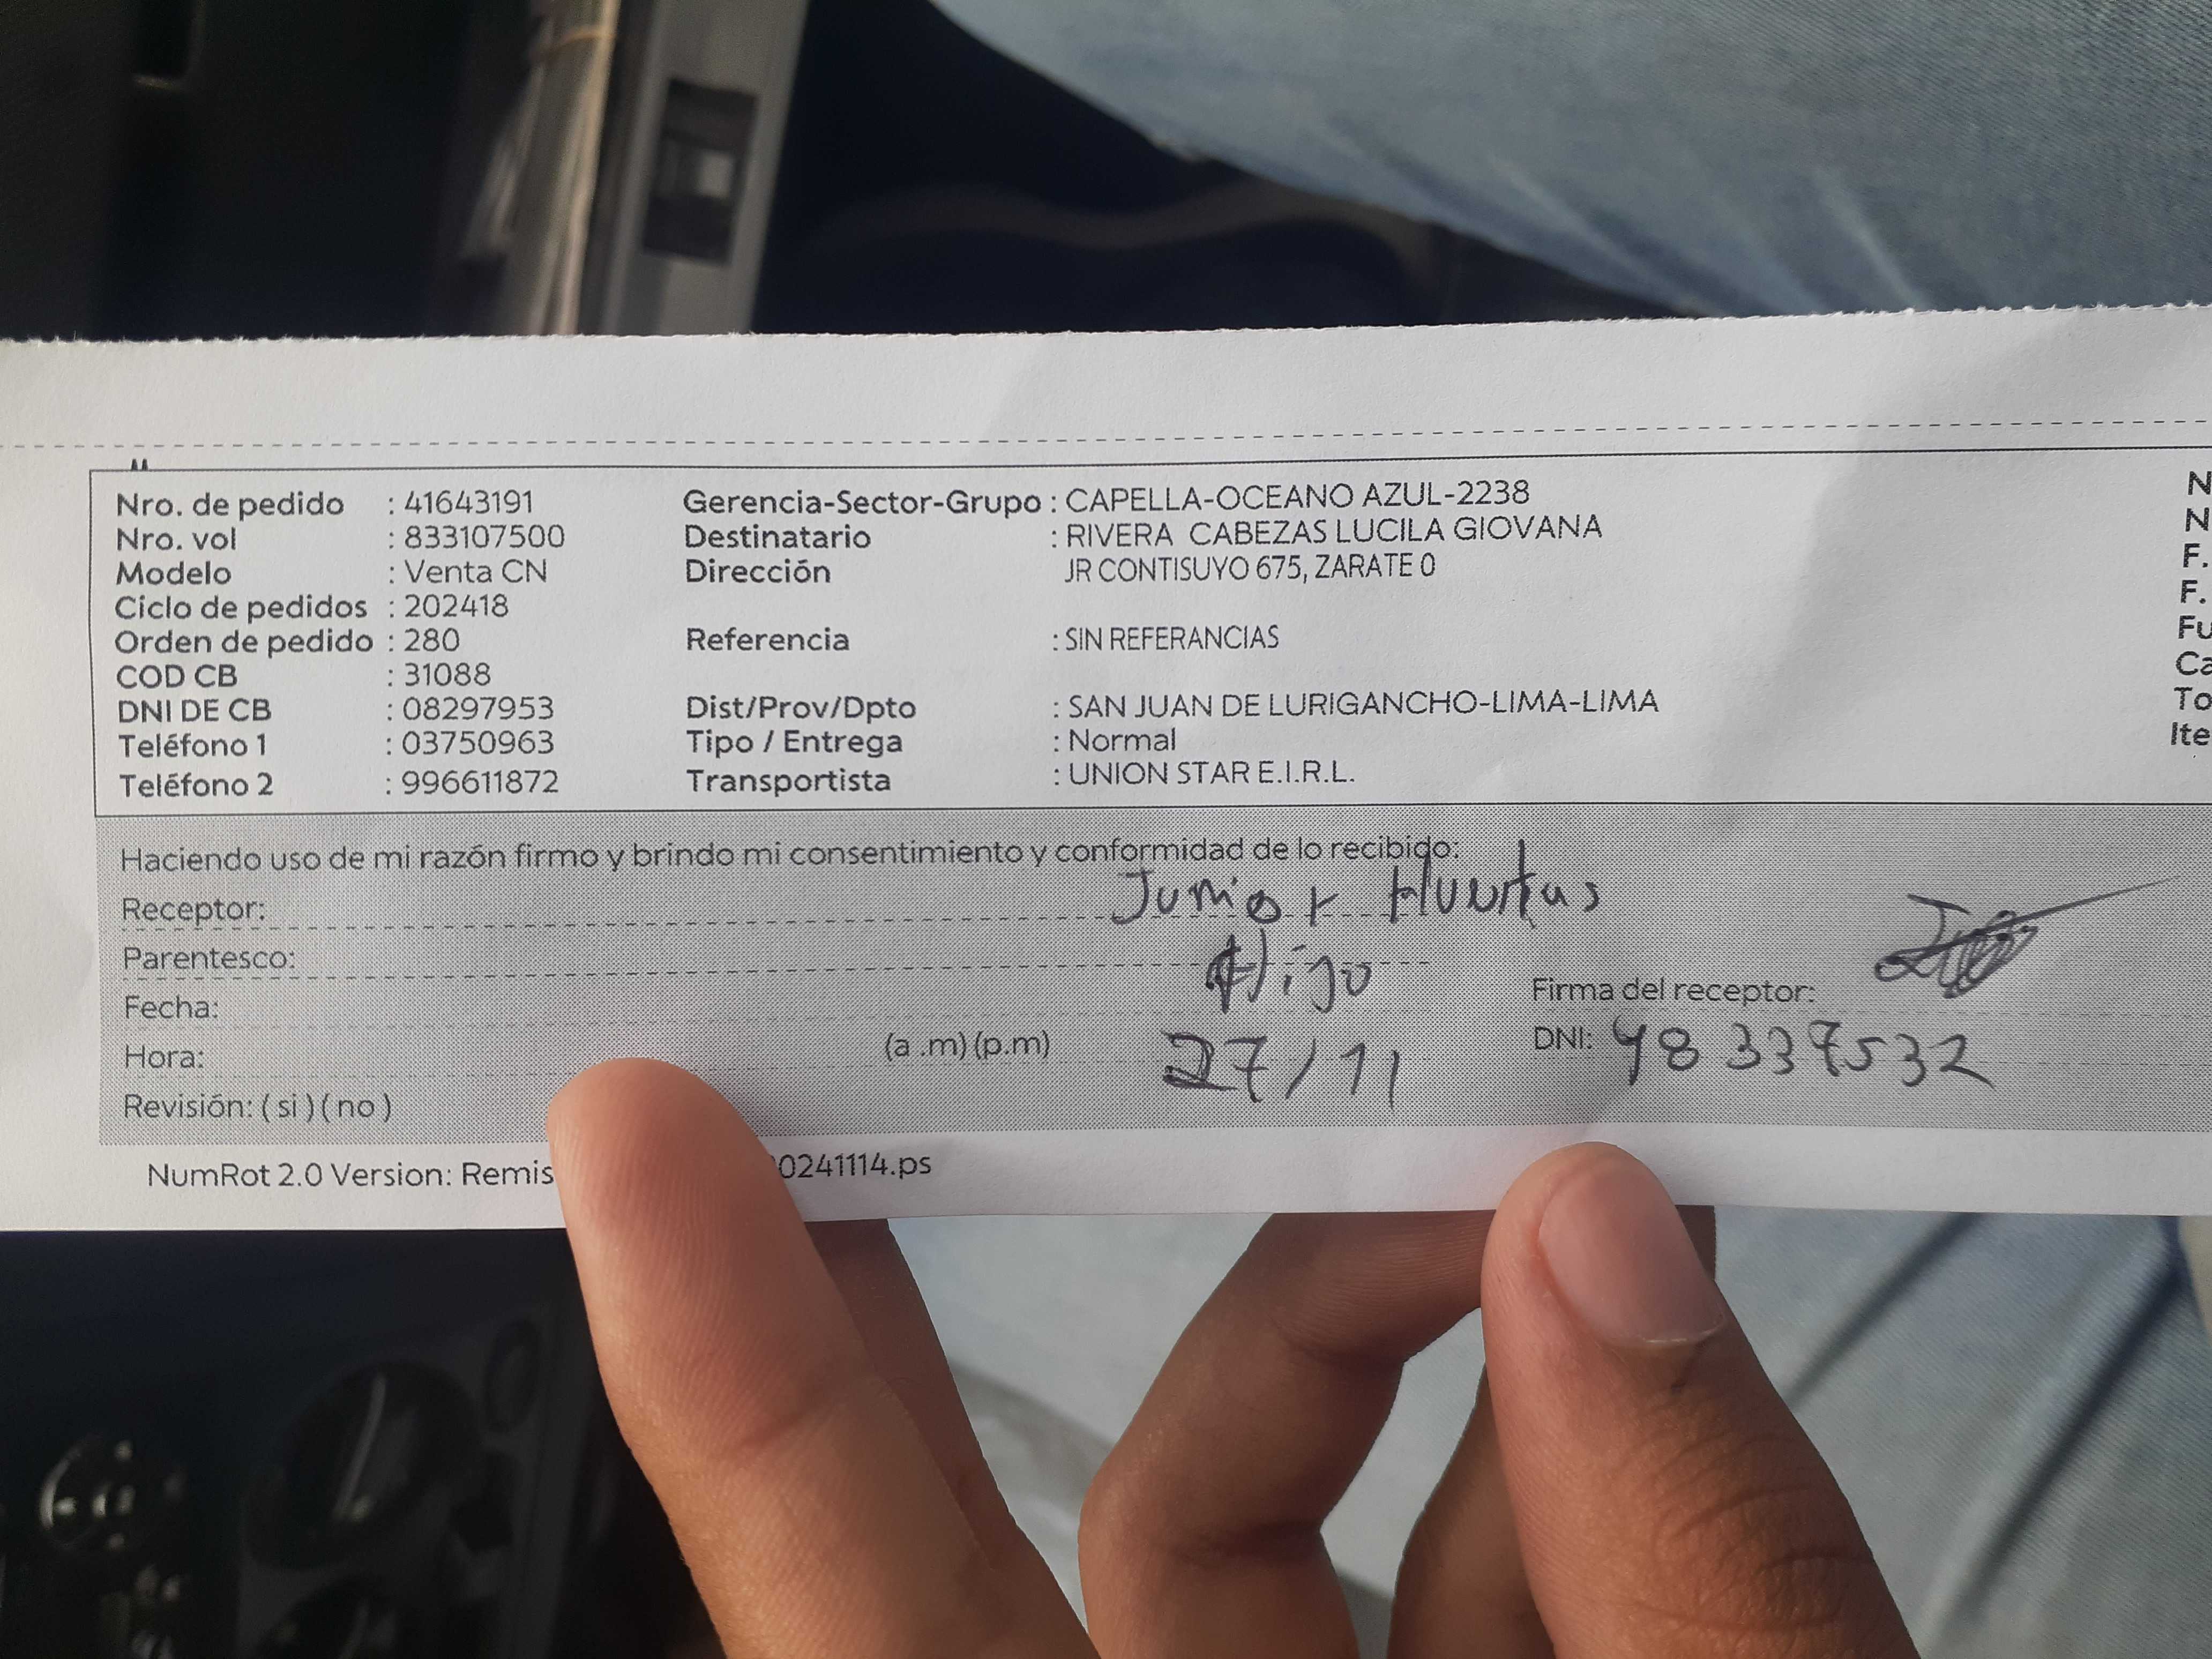 Nro. de pedido : 41643191 Gerencia-Sector-Grupo : CAPELLA-OCEANO AZUL-2238 N
Nro. vol : 833107500 Destinatario : RIVERA CABEZAS LUCILA GIOVANA N
Modelo : Venta CN Dirección JR CONTISUYO 675, ZARATE 0 F.
Ciclo de pedidos : 202418 F.
Orden de pedido : 280 Referencia : SIN REFERANCIAS Fu
COD CB : 31088 Ca
DNI DE CB : 08297953 Dist/Prov/Dpto : SAN JUAN DE LURIGANCHO-LIMA-LIMA To
Teléfono 1 : 03750963 Tipo / Entrega : Normal Ite
Teléfono 2 : 996611872 Transportista : UNION STAR E.I.R.L.
Haciendo uso de mi razón firmo y brindo mi consentimiento y conformidad de lo recibido:
Receptor: Junior Huertas
Parentesco: Hijo
Fecha: Firma del receptor:
Hora: (a .m) (p.m) 27/11 DNI: 48337532
Revisión: ( si ) ( no )
NumRot 2.0 Version: Remis 0241114.ps